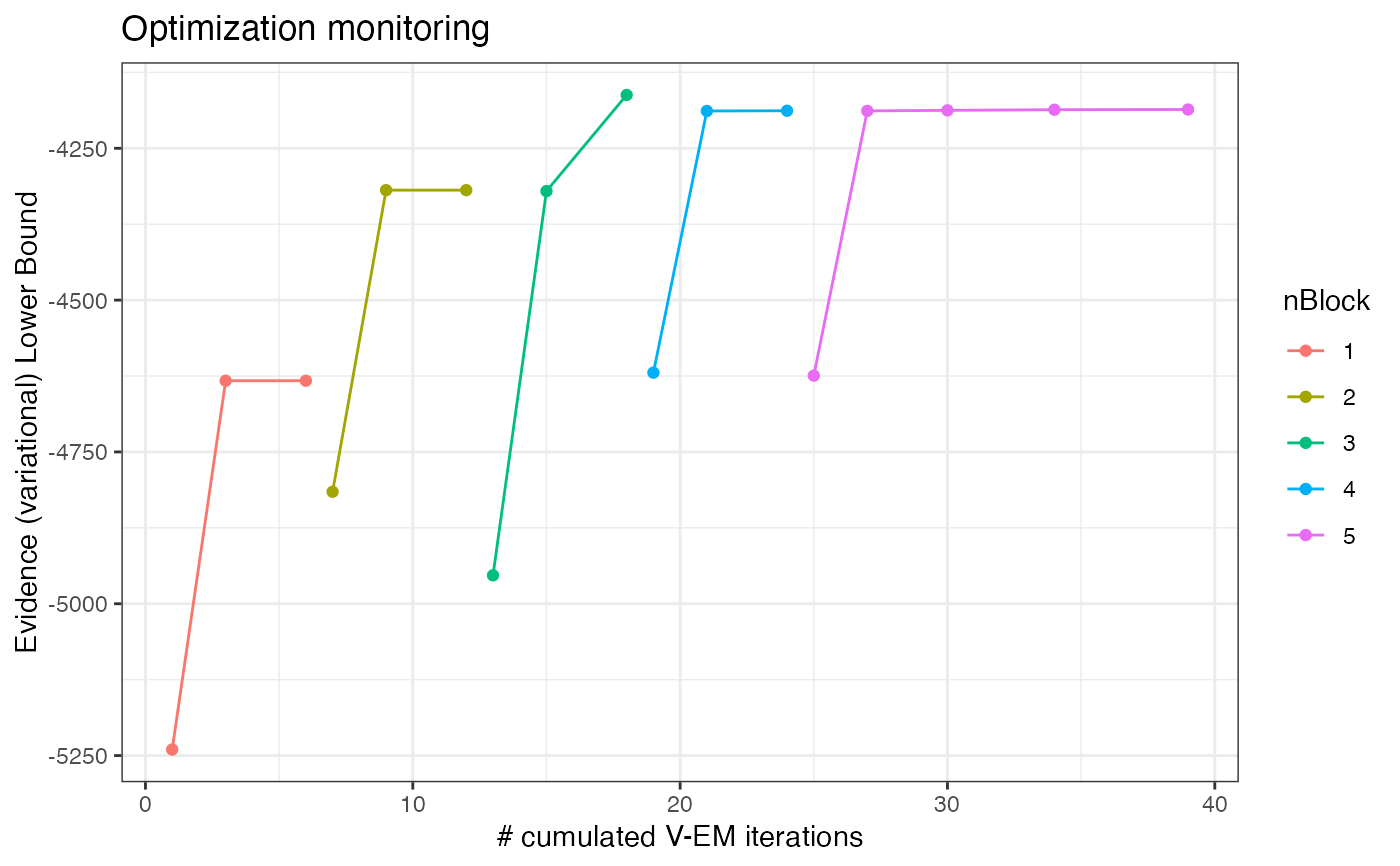 Optimization monitoring
Evidence (variational) Lower Bound
-4250
-4500
-4750
-5000
-5250
0 10 20 30 40
# cumulated V-EM iterations
nBlock
1
2
3
4
5